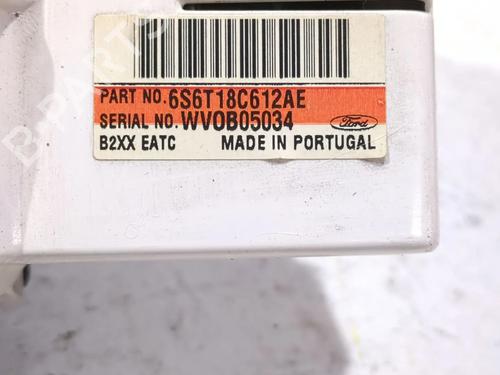 PART NO. 6S6T18C612AE
SERIAL NO. WVOB05034
Ford
B2XX EATC MADE IN PORTUGAL
B-PARTS